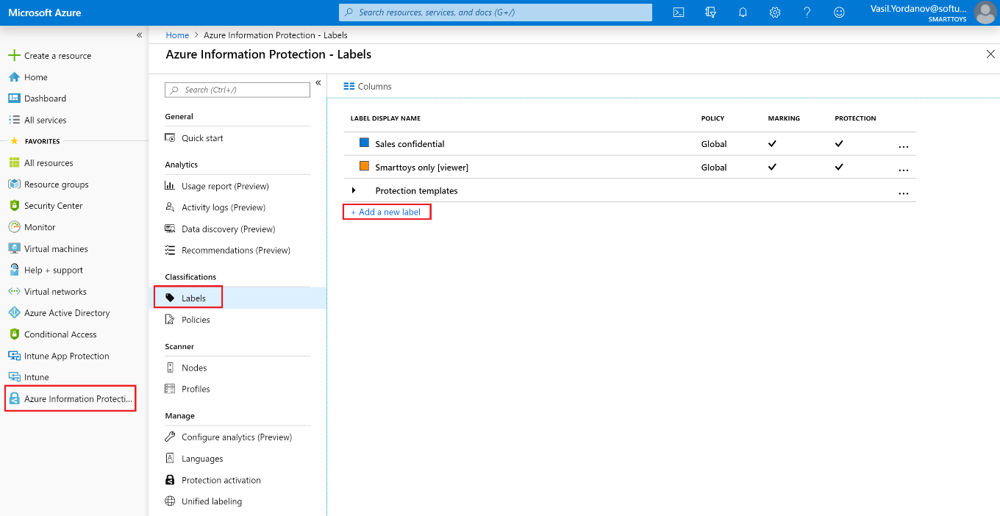 Microsoft Azure
Search resources, services, and docs (G+/)
Vasil.Yordanov@softu...
SMARTTOYS
Create a resource
Home
Dashboard
All services
FAVORITES
All resources
Resource groups
Security Center
Monitor
Virtual machines
Help + support
Virtual networks
Azure Active Directory
Conditional Access
Intune App Protection
Intune
Azure Information Protecti...
Home > Azure Information Protection - Labels
Azure Information Protection - Labels
Search (Ctrl+/)
General
Quick start
Analytics
Usage report (Preview)
Activity logs (Preview)
Data discovery (Preview)
Recommendations (Preview)
Classifications
Labels
Policies
Scanner
Nodes
Profiles
Manage
Configure analytics (Preview)
Languages
Protection activation
Unified labeling
Columns
LABEL DISPLAY NAME POLICY MARKING PROTECTION
Sales confidential Global ✓ ✓ ...
Smarttoys only [viewer] Global ✓ ✓ ...
Protection templates ...
+ Add a new label